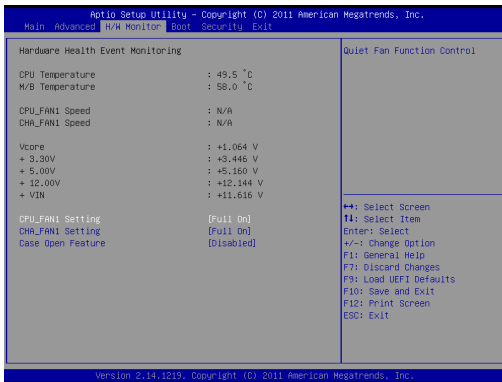 Aptio Setup Utility - Copyright (C) 2011 American Megatrends, Inc.
Main Advanced H/W Monitor Boot Security Exit
Hardware Health Event Monitoring
Quiet Fan Function Control
CPU Temperature : 49.5 °C
M/B Temperature : 58.0 °C
CPU_FAN1 Speed : N/A
CHA_FAN1 Speed : N/A
Vcore : +1.064 V
+ 3.30V : +3.446 V
+ 5.00V : +5.160 V
+ 12.00V : +12.144 V
+ VIN : +11.616 V
CPU_FAN1 Setting [Full On]
CHA_FAN1 Setting [Full On]
Case Open Feature [Disabled]
↔: Select Screen
↑↓: Select Item
Enter: Select
+/-: Change Option
F1: General Help
F7: Discard Changes
F9: Load UEFI Defaults
F10: Save and Exit
F12: Print Screen
ESC: Exit
Version 2.14.1219. Copyright (C) 2011 American Megatrends, Inc.